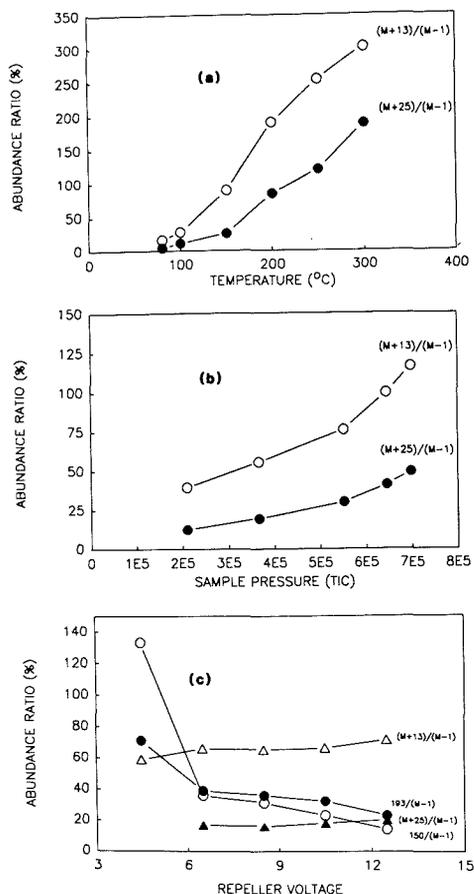 350
300
250
200
150
100
50
0
ABUNDANCE RATIO (%)
(a)
(M+13)/(M-1)
(M+25)/(M-1)
0 100 200 300 400
TEMPERATURE (°C)
150
125
100
75
50
25
0
ABUNDANCE RATIO (%)
(b)
(M+13)/(M-1)
(M+25)/(M-1)
0 1E5 2E5 3E5 4E5 5E5 6E5 7E5 8E5
SAMPLE PRESSURE (TIC)
140
120
100
80
60
40
20
0
ABUNDANCE RATIO (%)
(c)
(M+13)/(M-1)
193/(M-1)
(M+25)/(M-1)
150/(M-1)
3 6 9 12 15
REPELLER VOLTAGE